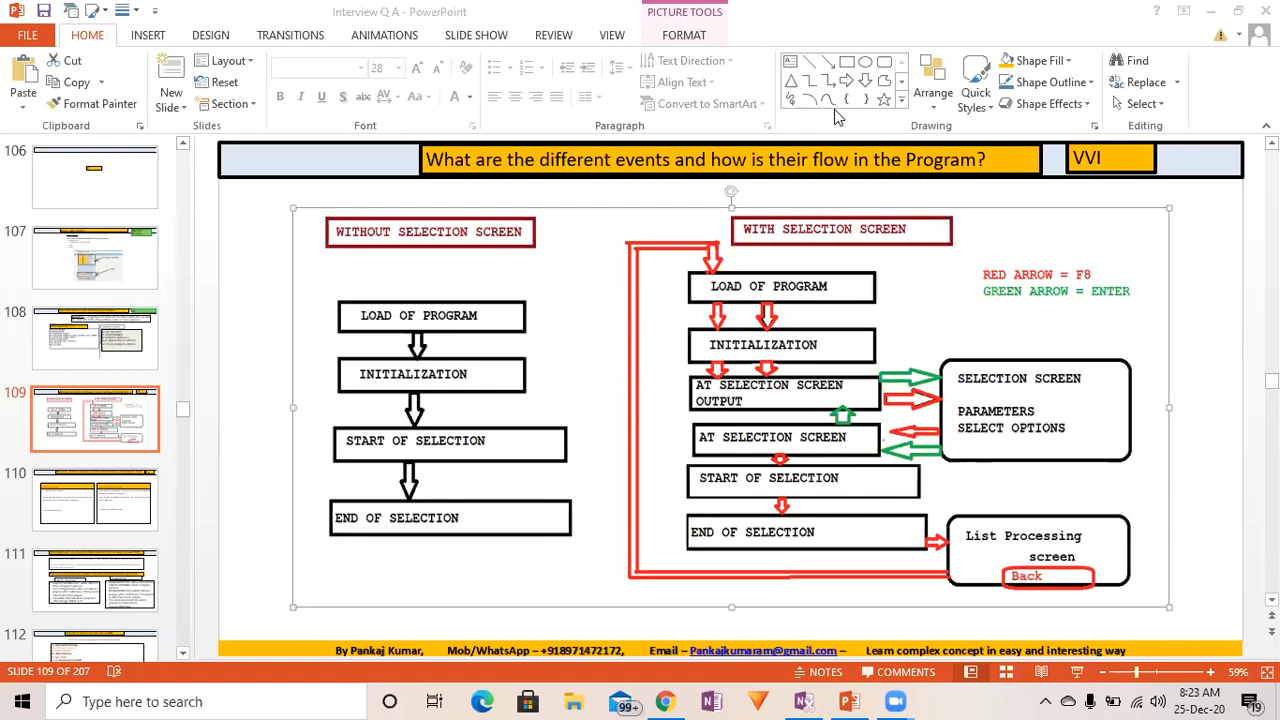 Interview Q A - PowerPoint
PICTURE TOOLS
?
FILE
HOME
INSERT
DESIGN
TRANSITIONS
ANIMATIONS
SLIDE SHOW
REVIEW
VIEW
FORMAT
Paste
Cut
Copy
Format Painter
Clipboard
New
Slide
Layout
Reset
Section
Slides
28
B I U S abc AV Aa A
Font
Text Direction
Align Text
Convert to SmartArt
Paragraph
Arrange
Quick
Styles
Shape Fill
Shape Outline
Shape Effects
Drawing
Find
Replace
Select
Editing
106
107
108
109
110
111
112
What are the different events and how is their flow in the Program?
VVI
WITHOUT SELECTION SCREEN
LOAD OF PROGRAM
INITIALIZATION
START OF SELECTION
END OF SELECTION
WITH SELECTION SCREEN
RED ARROW = F8
GREEN ARROW = ENTER
LOAD OF PROGRAM
INITIALIZATION
AT SELECTION SCREEN
OUTPUT
AT SELECTION SCREEN
START OF SELECTION
END OF SELECTION
SELECTION SCREEN
PARAMETERS
SELECT OPTIONS
List Processing
screen
Back
By Pankaj Kumar, Mob/WhatsApp – +918971472172, Email – Pankajkumaram@gmail.com – Learn complex concept in easy and interesting way
SLIDE 109 OF 207
NOTES
COMMENTS
59%
Type here to search
99+
8:23 AM
25-Dec-20
19